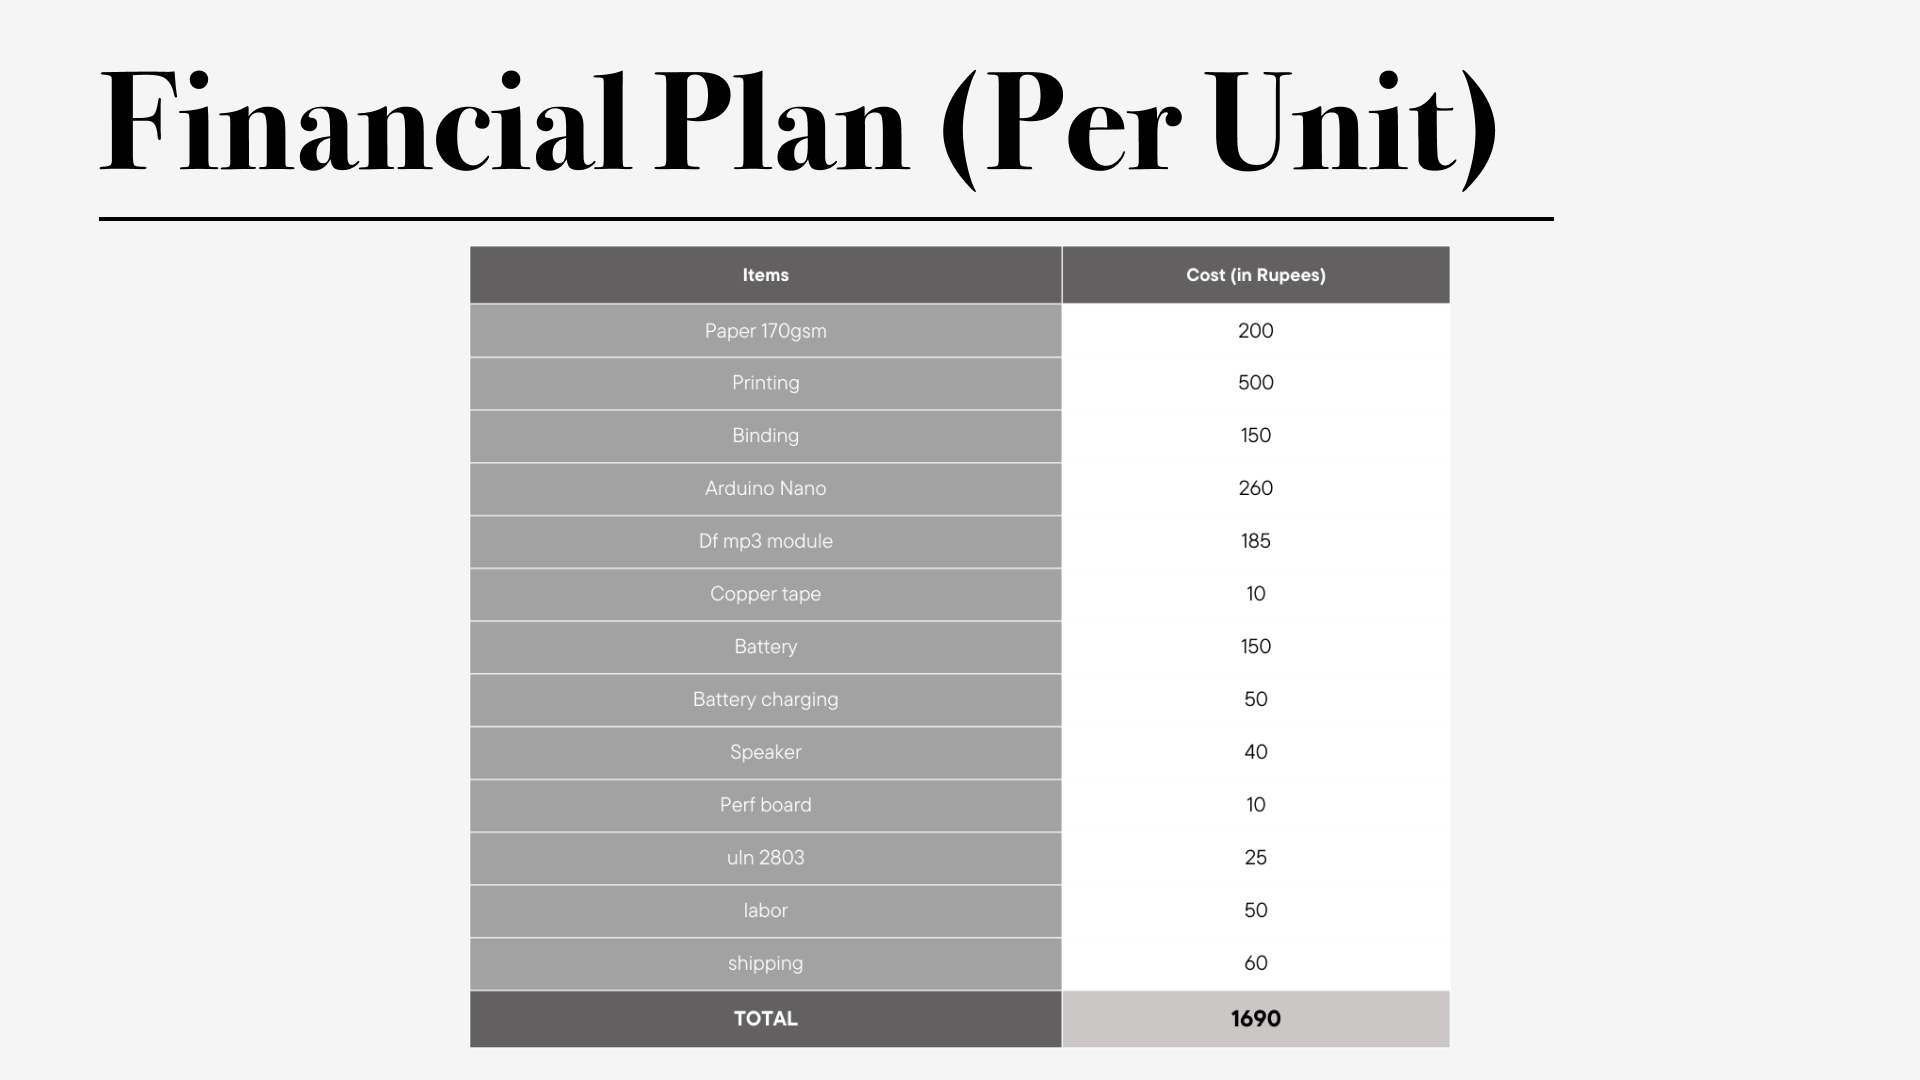 Financial Plan (Per Unit)
Items Cost (in Rupees)
Paper 170gsm 200
Printing 500
Binding 150
Arduino Nano 260
Df mp3 module 185
Copper tape 10
Battery 150
Battery charging 50
Speaker 40
Perf board 10
uln 2803 25
labor 50
shipping 60
TOTAL 1690